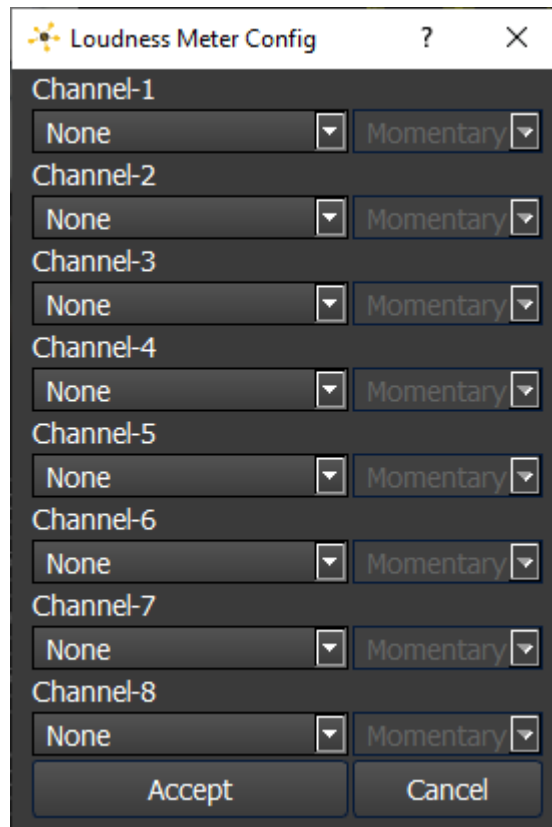 Loudness Meter Config ?
Channel-1
None Momentary
Channel-2
None Momentary
Channel-3
None Momentary
Channel-4
None Momentary
Channel-5
None Momentary
Channel-6
None Momentary
Channel-7
None Momentary
Channel-8
None Momentary
Accept Cancel